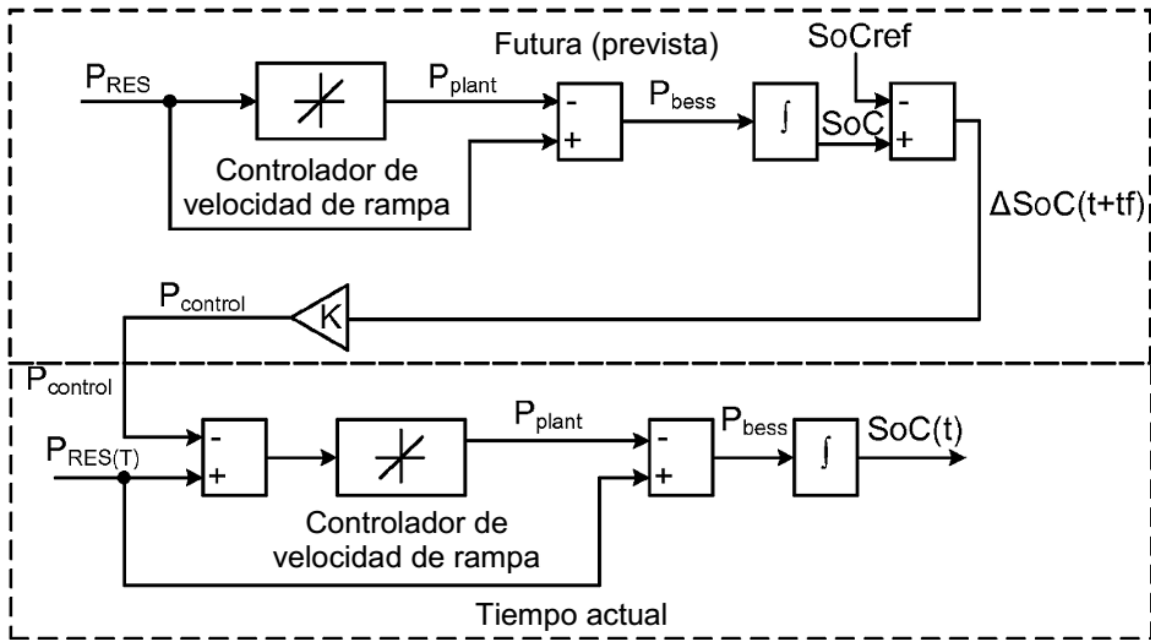 Futura (prevista)
SoCref
P_RES
P_plant
-
+
P_bess
∫
SoC
-
+
Controlador de
velocidad de rampa
ΔSoC(t+tf)
P_control
K
P_control
P_RES(T)
-
+
P_plant
-
+
P_bess
∫
SoC(t)
Controlador de
velocidad de rampa
Tiempo actual